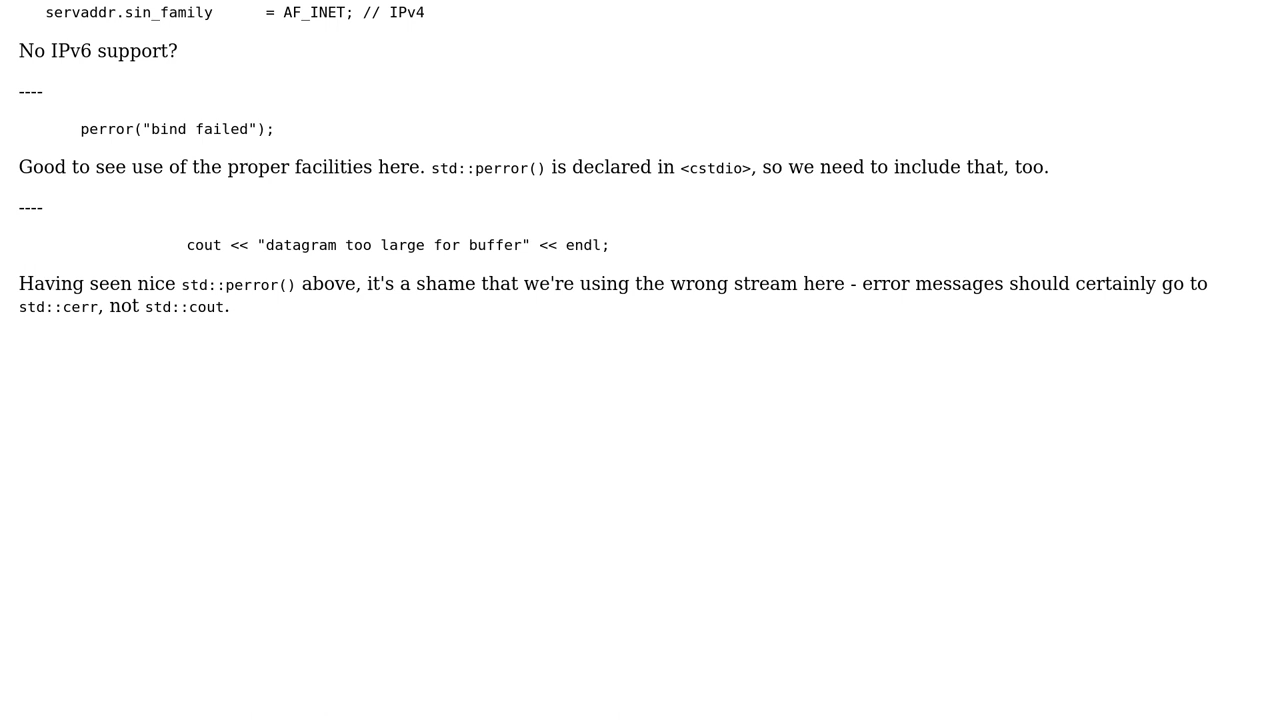 servaddr.sin_family      = AF_INET; // IPv4
No IPv6 support?
----
perror("bind failed");
Good to see use of the proper facilities here. std::perror() is declared in <cstdio>, so we need to include that, too.
----
cout << "datagram too large for buffer" << endl;
Having seen nice std::perror() above, it's a shame that we're using the wrong stream here - error messages should certainly go to
std::cerr, not std::cout.